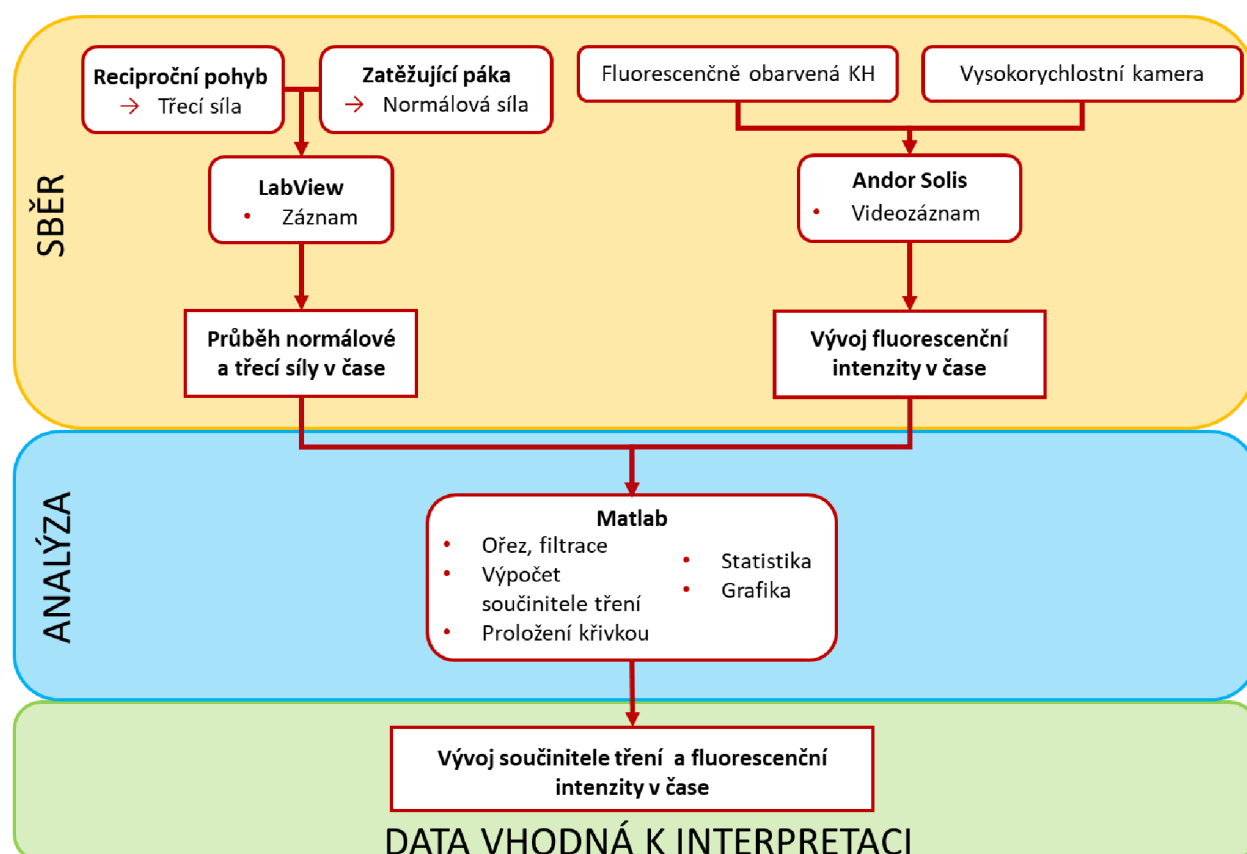 SBĚR
Reciproční pohyb
→ Třecí síla
Zatěžující páka
→ Normálová síla
Fluorescenčně obarvená KH
Vysokorychlostní kamera
LabView
• Záznam
Andor Solis
• Videozáznam
Průběh normálové
a třecí síly v čase
Vývoj fluorescenční
intenzity v čase
ANALÝZA
Matlab
• Ořez, filtrace
• Výpočet
součinitele tření
• Proložení křivkou
• Statistika
• Grafika
Vývoj součinitele tření a fluorescenční
intenzity v čase
DATA VHODNÁ K INTERPRETACI